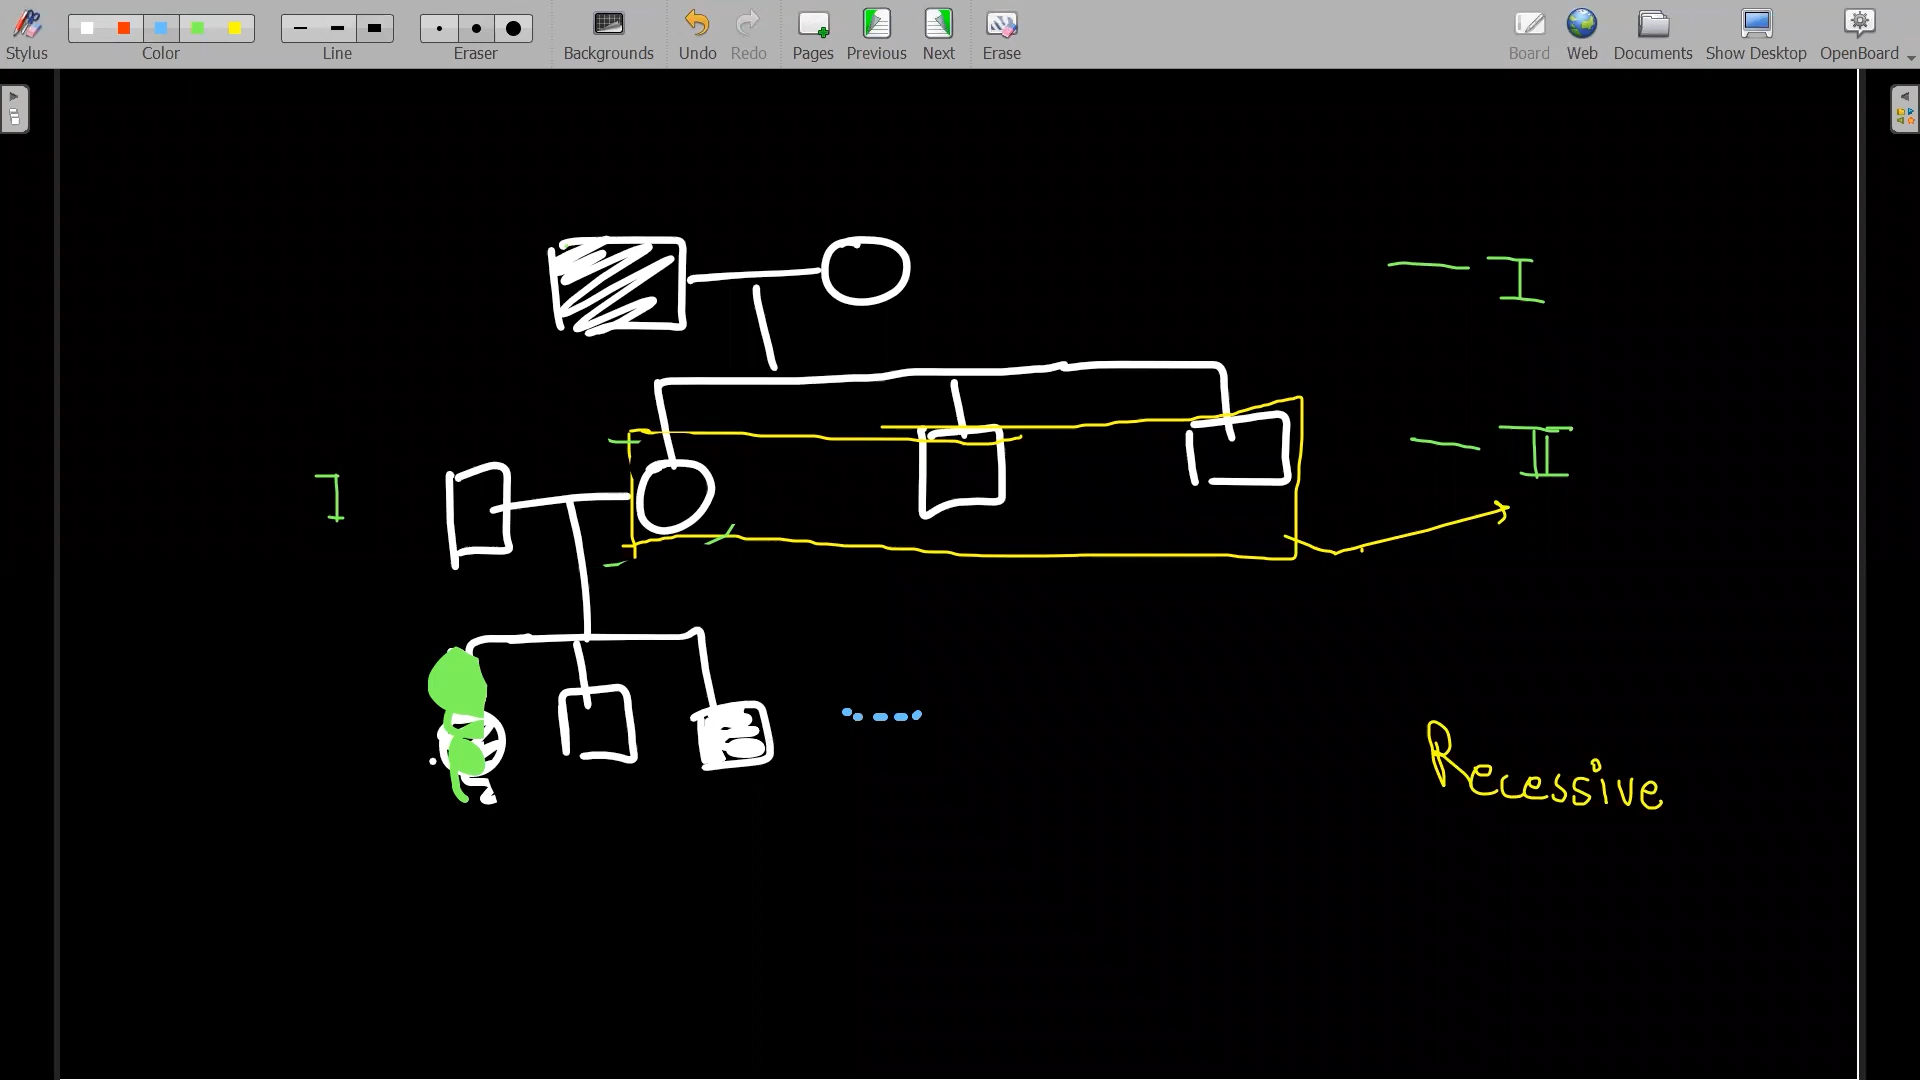 Stylus
Color
Line
Eraser
Backgrounds
Undo
Redo
Pages
Previous
Next
Erase
Board
Web
Documents
Show Desktop
OpenBoard
I
II
I
Recessive